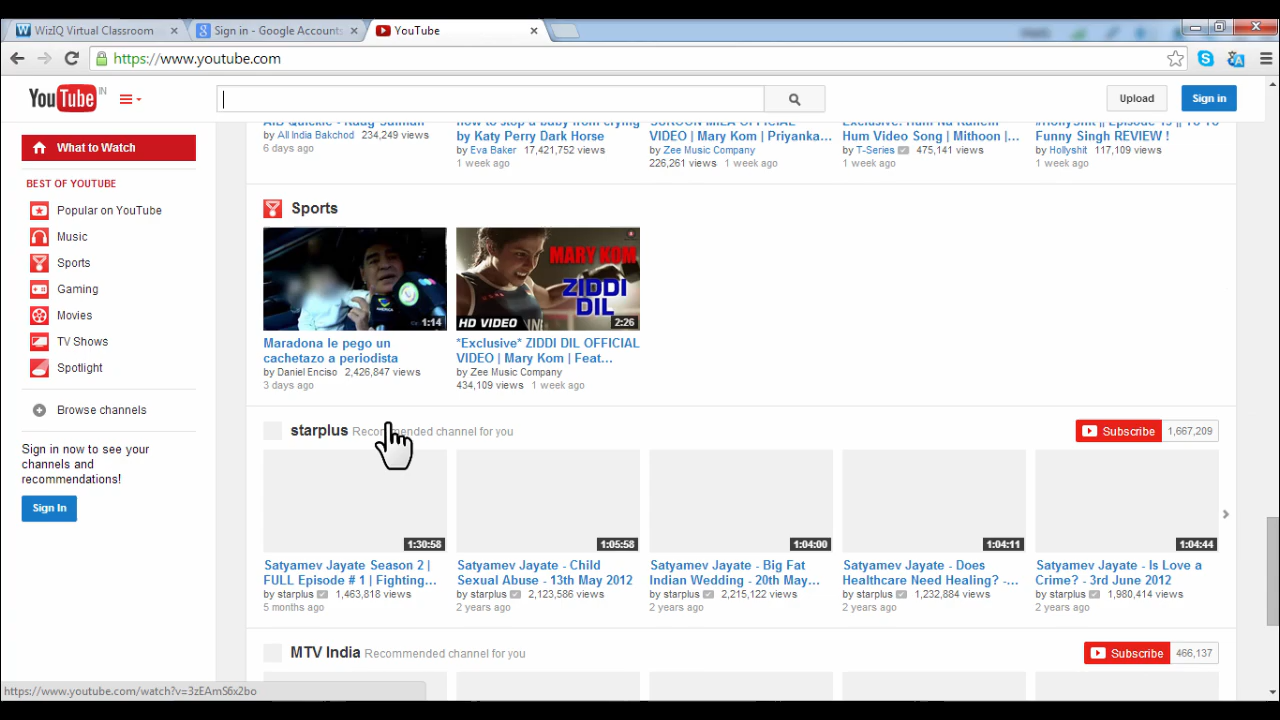 WizIQ Virtual Classroom
Sign in - Google Accounts
YouTube
https://www.youtube.com
YouTube IN
Upload
Sign in
What to Watch
BEST OF YOUTUBE
Popular on YouTube
Music
Sports
Gaming
Movies
TV Shows
Spotlight
Browse channels
Sign in now to see your
channels and
recommendations!
Sign In
by All India Bakchod 234,249 views
6 days ago
how to stop a baby from crying
by Katy Perry Dark Horse
by Eva Baker 17,421,752 views
1 week ago
VIDEO | Mary Kom | Priyanka...
by Zee Music Company
226,261 views 1 week ago
Hum Video Song | Mithoon |...
by T-Series 475,141 views
1 week ago
Funny Singh REVIEW !
by Hollyshit 117,109 views
1 week ago
Sports
1:14
Maradona le pego un
cachetazo a periodista
by Daniel Enciso 2,426,847 views
3 days ago
MARY KOM
ZIDDI
DIL
HD VIDEO
2:26
*Exclusive* ZIDDI DIL OFFICIAL
VIDEO | Mary Kom | Feat...
by Zee Music Company
434,109 views 1 week ago
starplus Recommended channel for you
Subscribe 1,667,209
1:30:58
Satyamev Jayate Season 2 |
FULL Episode # 1 | Fighting...
by starplus 1,463,818 views
5 months ago
1:05:58
Satyamev Jayate - Child
Sexual Abuse - 13th May 2012
by starplus 2,123,586 views
2 years ago
1:04:00
Satyamev Jayate - Big Fat
Indian Wedding - 20th May...
by starplus 2,215,122 views
2 years ago
1:04:11
Satyamev Jayate - Does
Healthcare Need Healing? -...
by starplus 1,232,884 views
2 years ago
1:04:44
Satyamev Jayate - Is Love a
Crime? - 3rd June 2012
by starplus 1,980,414 views
2 years ago
MTV India Recommended channel for you
Subscribe 466,137
https://www.youtube.com/watch?v=3zEAmS6x2bo